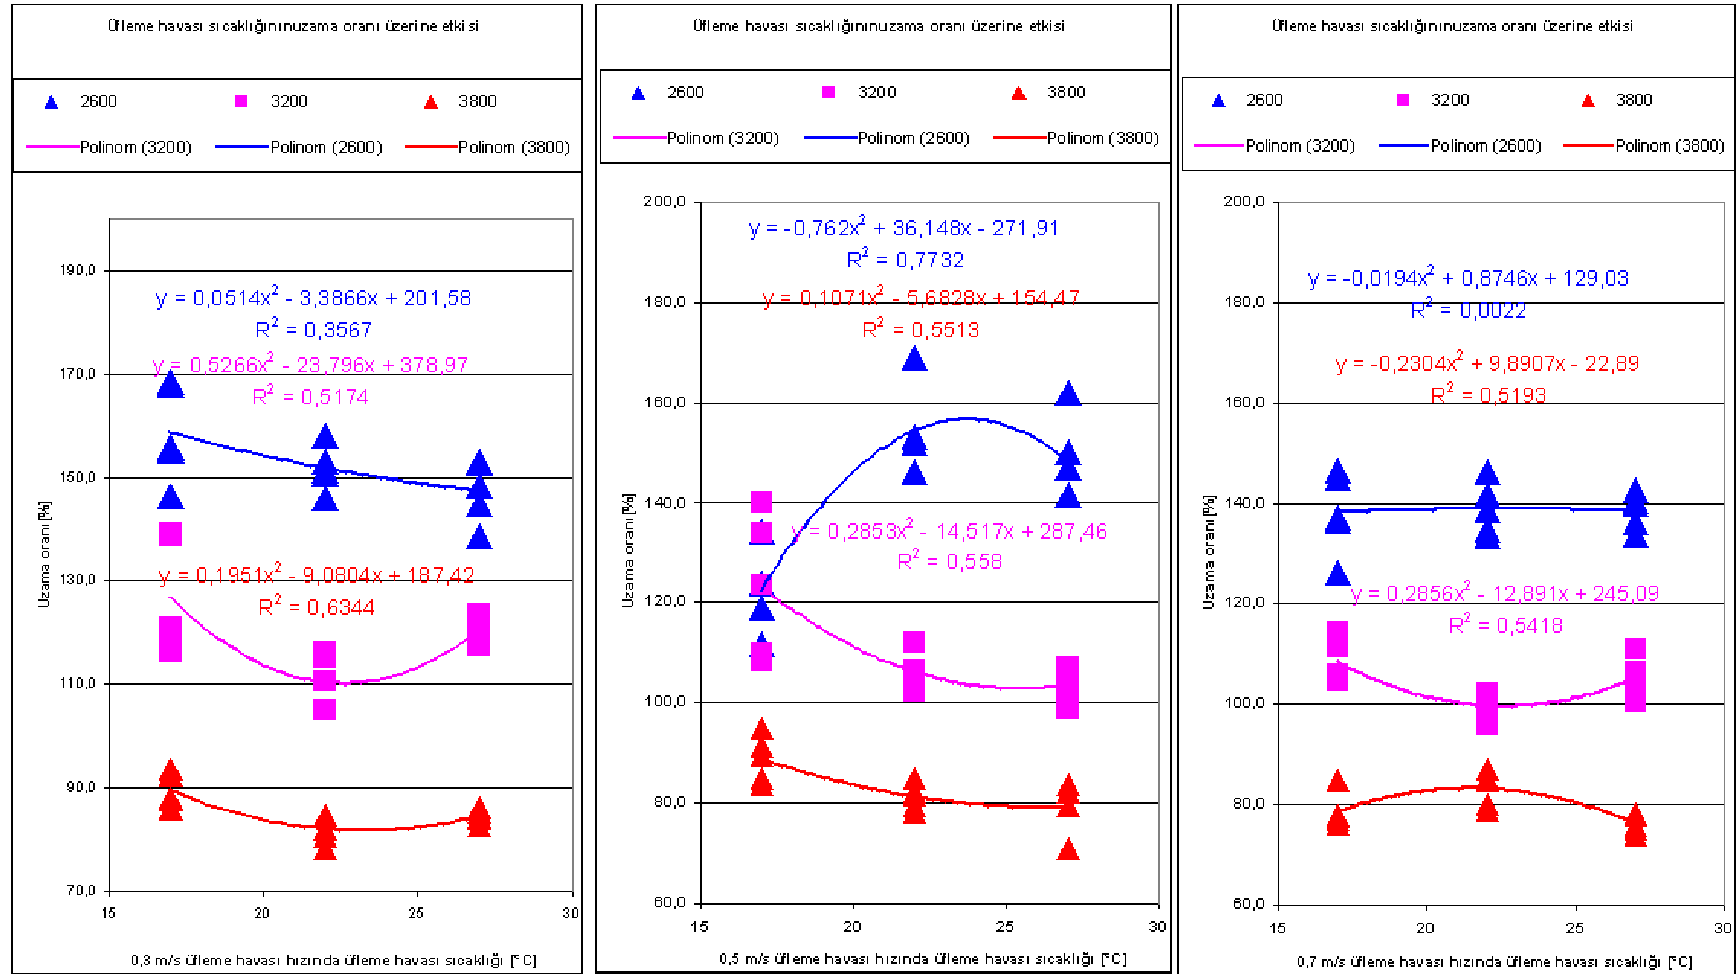 Üfleme havası sıcaklığınınuzama oranı üzerine etkisi
2600
3200
3800
Polinom (3200)
Polinom (2600)
Polinom (3800)
190,0
170,0
150,0
130,0
110,0
90,0
70,0
Uzama oranı [%]
y = 0,0514x² - 3,3866x + 201,58
R² = 0,3567
y = 0,5266x² - 23,796x + 378,97
R² = 0,5174
y = 0,1951x² - 9,0804x + 187,42
R² = 0,6344
15
20
25
30
0,8 m/s üfleme havası hızında üfleme havası sıcaklığı [°C]
Üfleme havası sıcaklığınınuzama oranı üzerine etkisi
2600
3200
3800
Polinom (3200)
Polinom (2600)
Polinom (3800)
200,0
180,0
160,0
140,0
120,0
100,0
80,0
60,0
Uzama oranı [%]
y = -0,762x² + 36,148x - 271,91
R² = 0,7732
y = 0,1071x² - 5,6828x + 154,47
R² = 0,5513
y = 0,2853x² - 14,517x + 287,46
R² = 0,558
15
20
25
30
0,5 m/s üfleme havası hızında üfleme havası sıcaklığı [°C]
Üfleme havası sıcaklığınınuzama oranı üzerine etkisi
2600
3200
3800
Polinom (3200)
Polinom (2600)
Polinom (3800)
200,0
180,0
160,0
140,0
120,0
100,0
80,0
60,0
Uzama oranı [%]
y = -0,0194x² + 0,8746x + 129,03
R² = 0,0022
y = -0,2304x² + 9,8907x - 22,89
R² = 0,5193
y = 0,2856x² - 12,891x + 245,09
R² = 0,5418
15
20
25
30
0,7 m/s üfleme havası hızında üfleme havası sıcaklığı [°C]